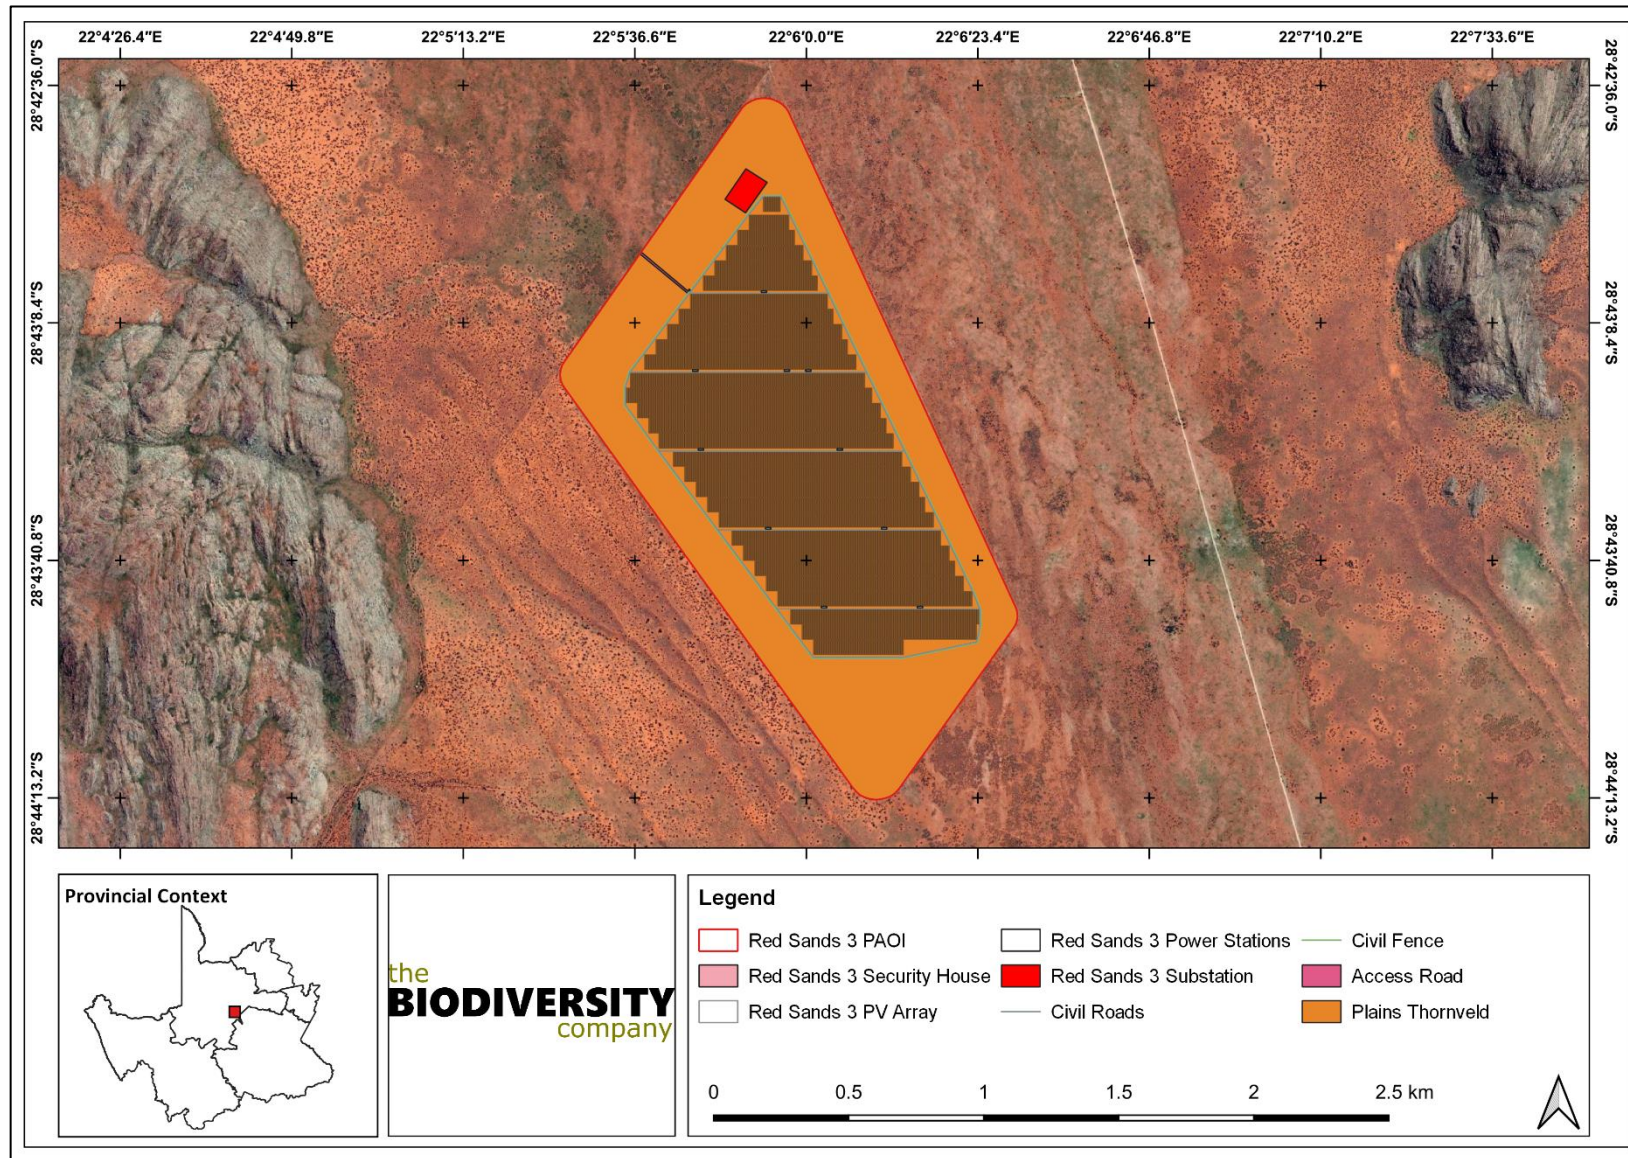 22°4'26.4"E 22°4'49.8"E 22°5'13.2"E 22°5'36.6"E 22°6'0.0"E 22°6'23.4"E 22°6'46.8"E 22°7'10.2"E 22°7'33.6"E
28°42'36.0"S 28°42'36.0"S
28°43'8.4"S 28°43'8.4"S
28°43'40.8"S 28°43'40.8"S
28°44'13.2"S 28°44'13.2"S
Provincial Context
the
BIODIVERSITY
company
Legend
Red Sands 3 PAOI
Red Sands 3 Security House
Red Sands 3 PV Array
Red Sands 3 Power Stations
Red Sands 3 Substation
Civil Roads
Civil Fence
Access Road
Plains Thornveld
0 0.5 1 1.5 2 2.5 km